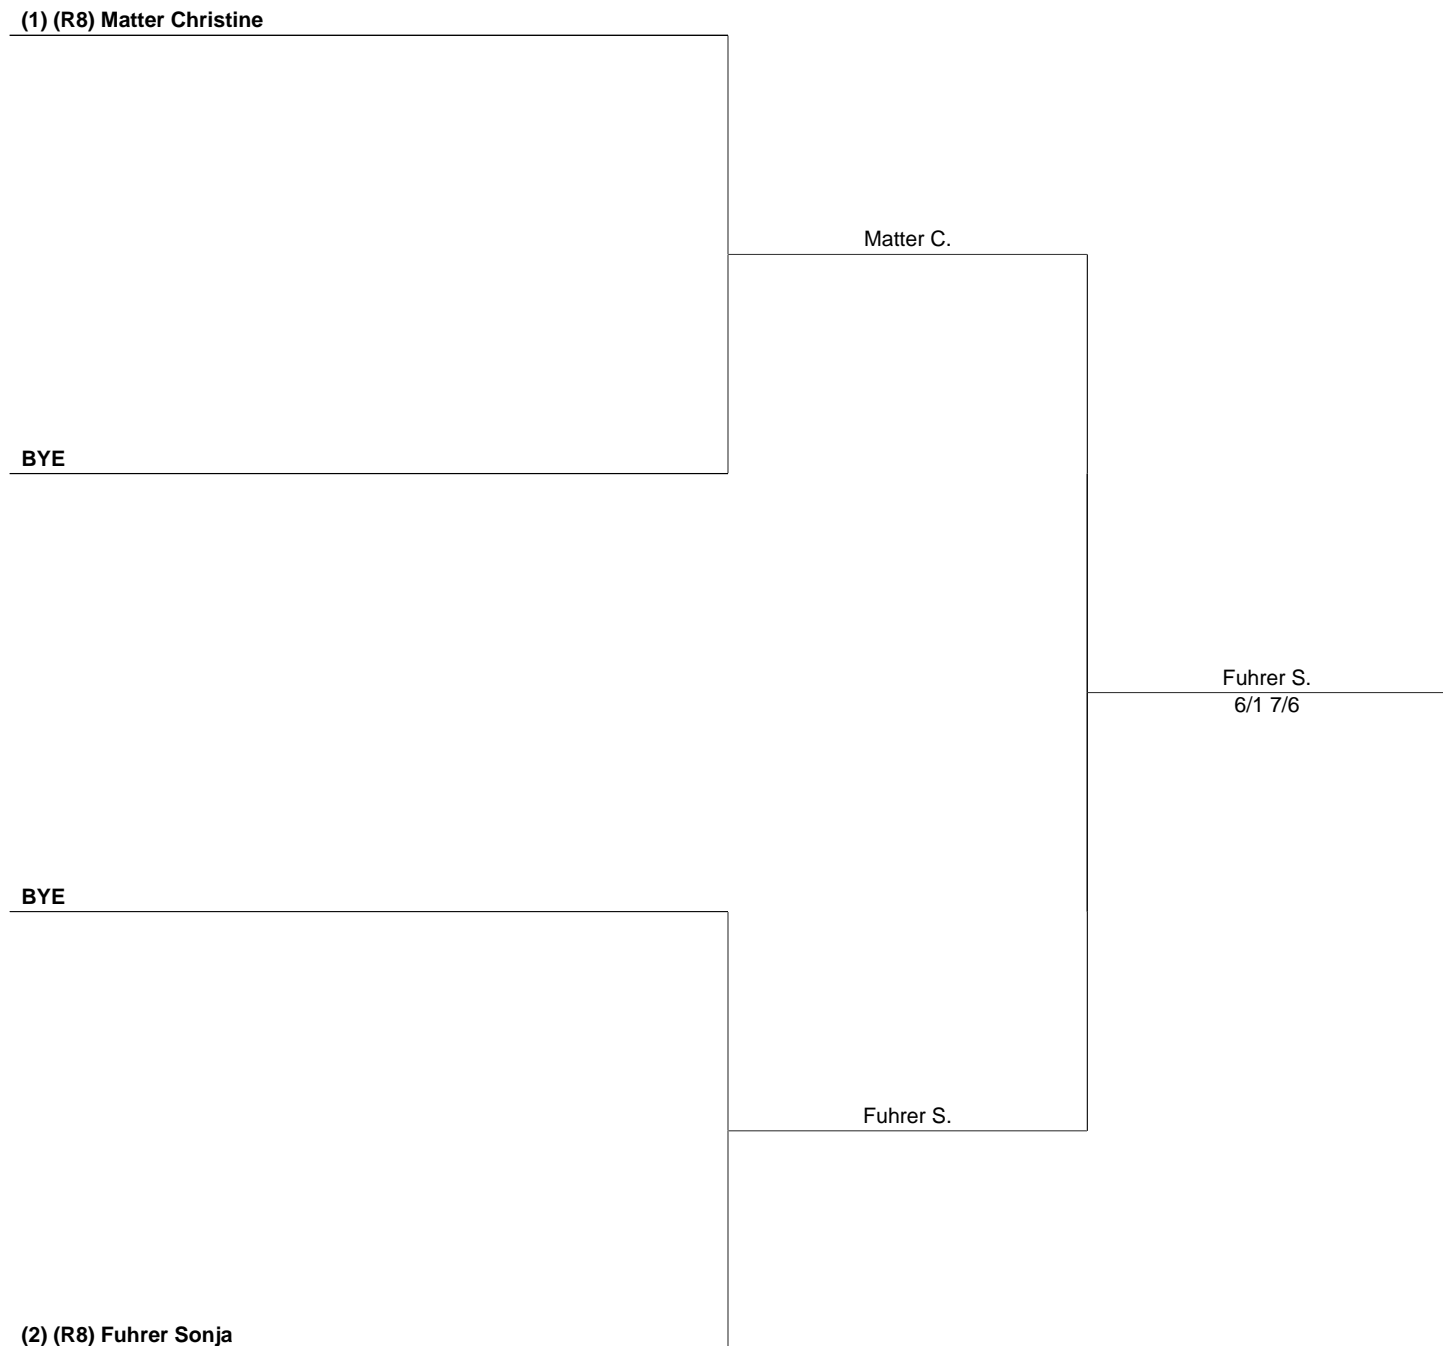 (1) (R8) Matter Christine
Matter C.
BYE
Fuhrer S.
6/1 7/6
BYE
Fuhrer S.
(2) (R8) Fuhrer Sonja